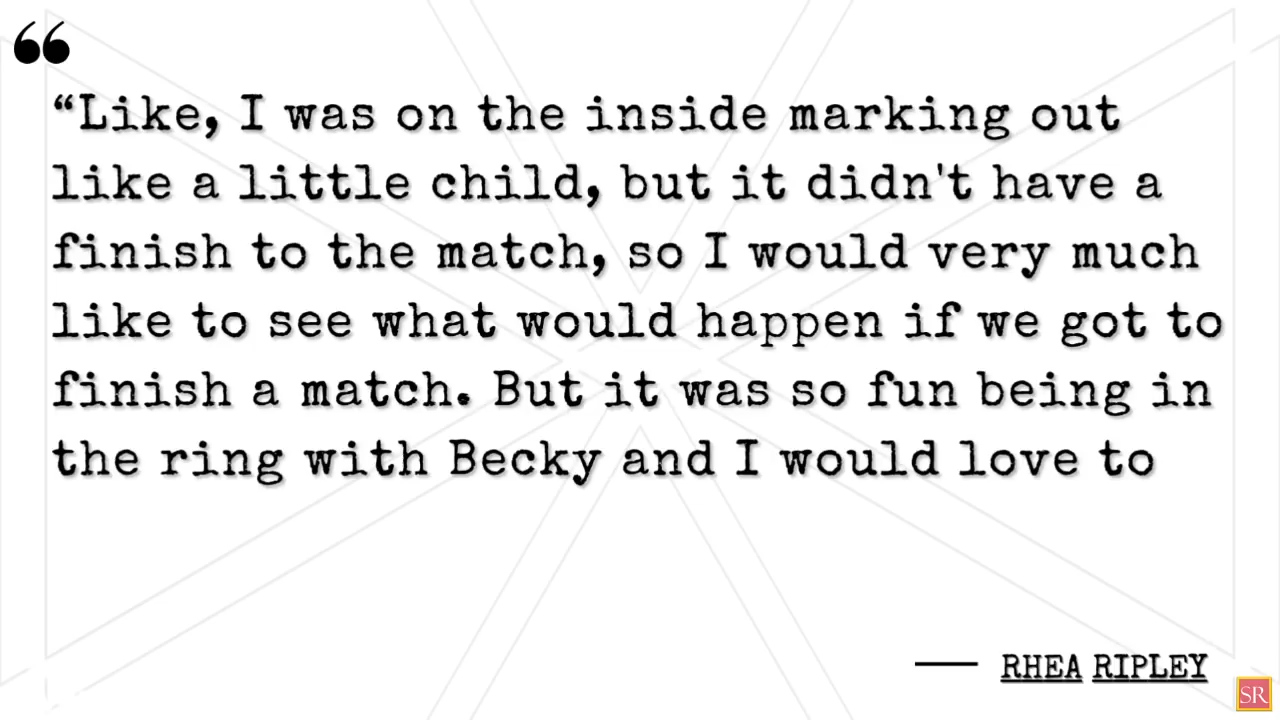 “
“Like, I was on the inside marking out
like a little child, but it didn't have a
finish to the match, so I would very much
like to see what would happen if we got to
finish a match. But it was so fun being in
the ring with Becky and I would love to
— RHEA RIPLEY
SR